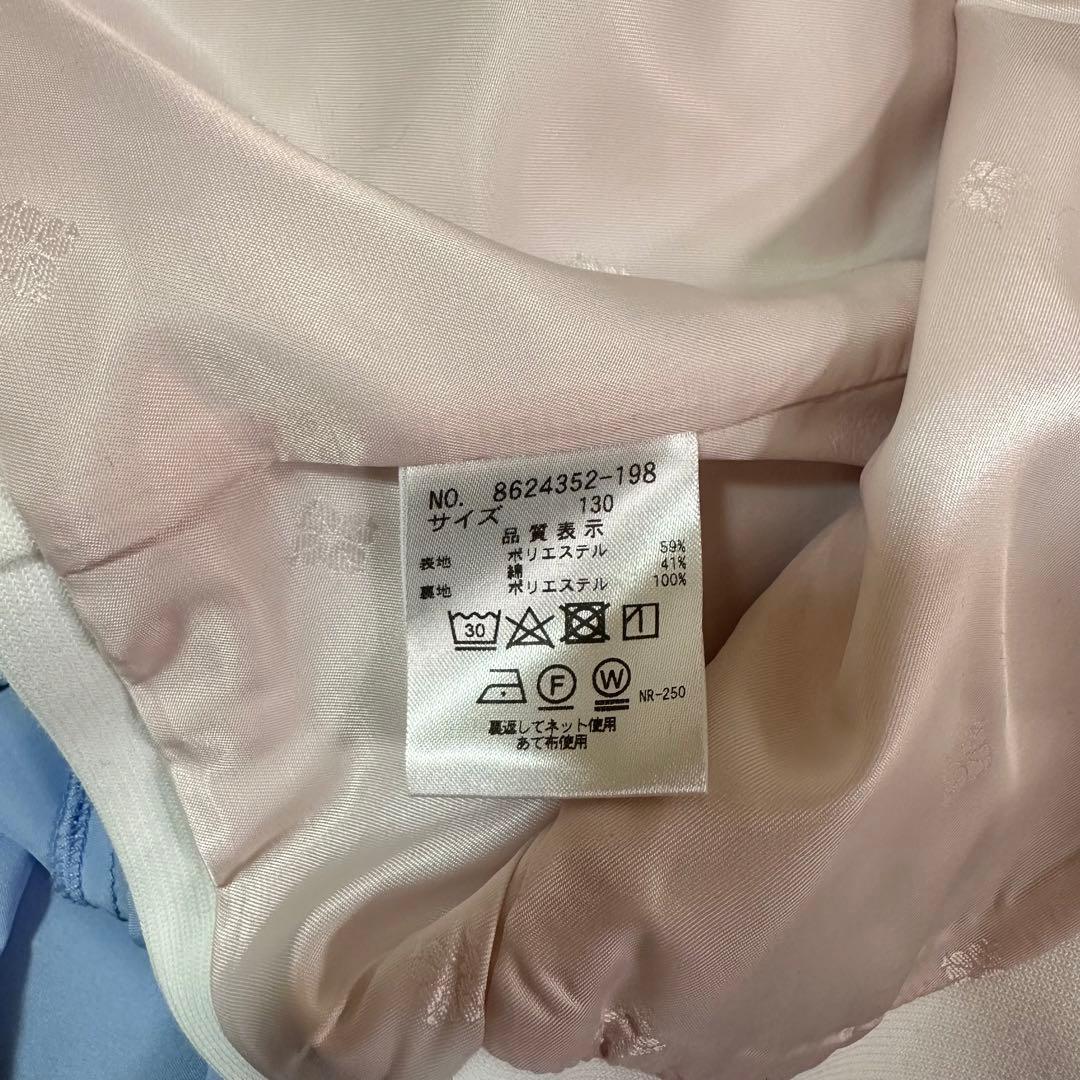 NO. 8624352-198
サイズ 130
品質表示
表地 ポリエステル 59%
綿 41%
裏地 ポリエステル 100%
30
F W NR-250
裏返してネット使用
あて布使用